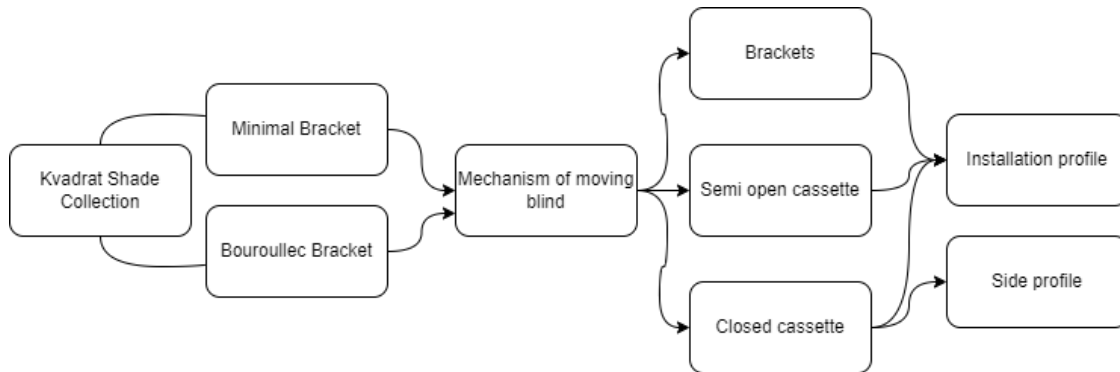 Kvadrat Shade
Collection
Minimal Bracket
Bouroullec Bracket
Mechanism of moving
blind
Brackets
Semi open cassette
Closed cassette
Installation profile
Side profile